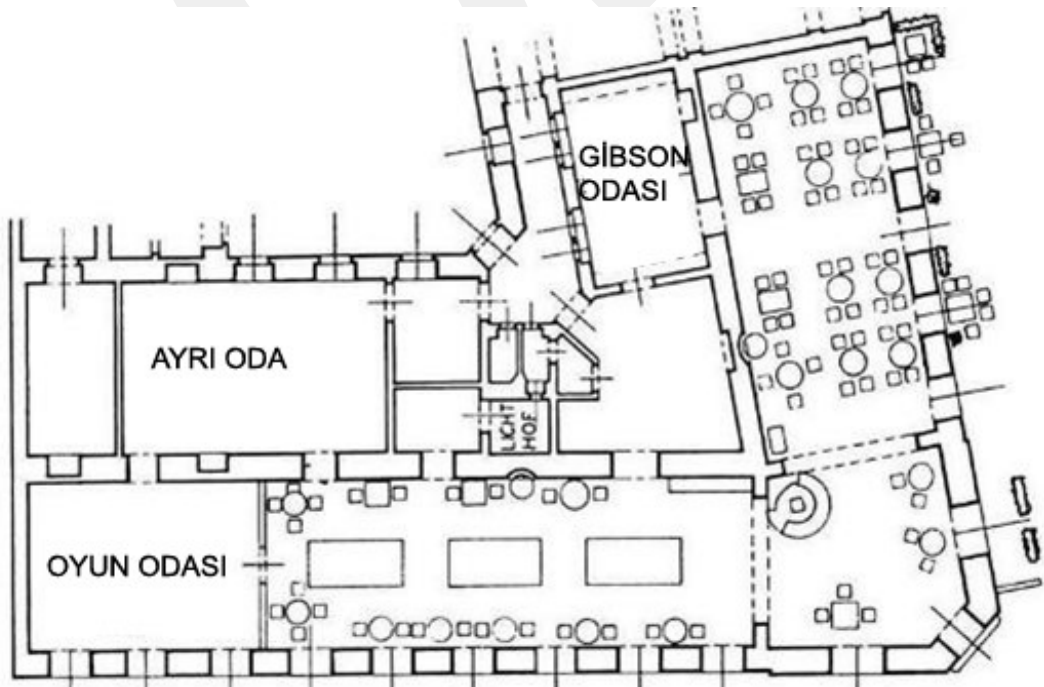 GİBSON
ODASI
AYRI ODA
LICHT
HOF
OYUN ODASI